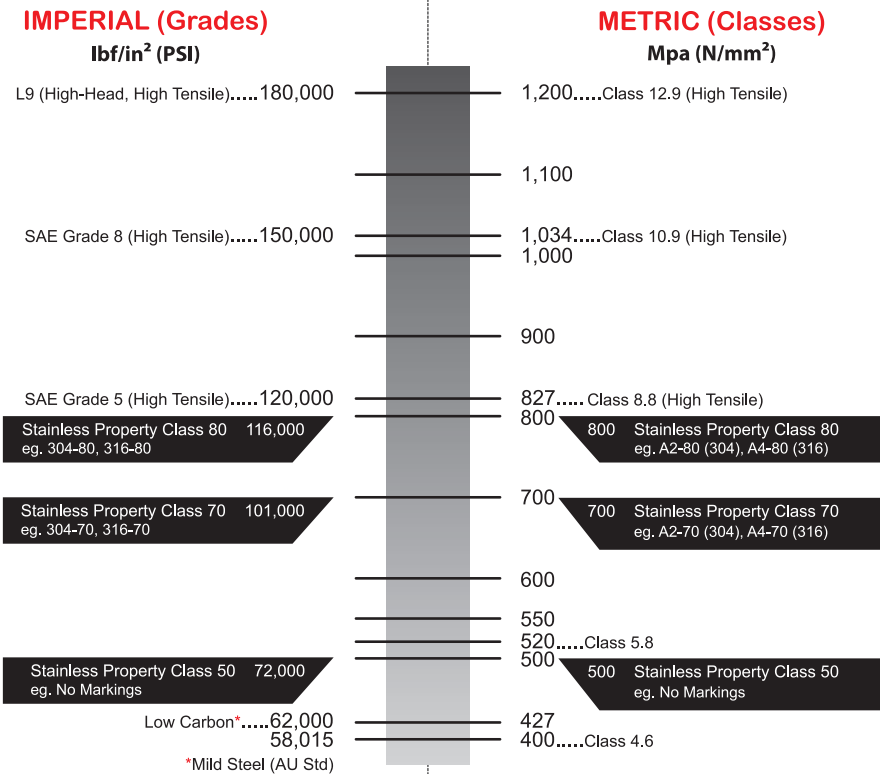 IMPERIAL (Grades)
lbf/in² (PSI)
METRIC (Classes)
Mpa (N/mm²)
L9 (High-Head, High Tensile).....180,000
1,200.....Class 12.9 (High Tensile)
1,100
SAE Grade 8 (High Tensile).....150,000
1,034.....Class 10.9 (High Tensile)
1,000
900
SAE Grade 5 (High Tensile).....120,000
827.....Class 8.8 (High Tensile)
800
Stainless Property Class 80 116,000
eg. 304-80, 316-80
800 Stainless Property Class 80
eg. A2-80 (304), A4-80 (316)
700
Stainless Property Class 70 101,000
eg. 304-70, 316-70
700 Stainless Property Class 70
eg. A2-70 (304), A4-70 (316)
600
550
520.....Class 5.8
500
Stainless Property Class 50 72,000
eg. No Markings
500 Stainless Property Class 50
eg. No Markings
Low Carbon*.....62,000
427
58,015
400.....Class 4.6
*Mild Steel (AU Std)